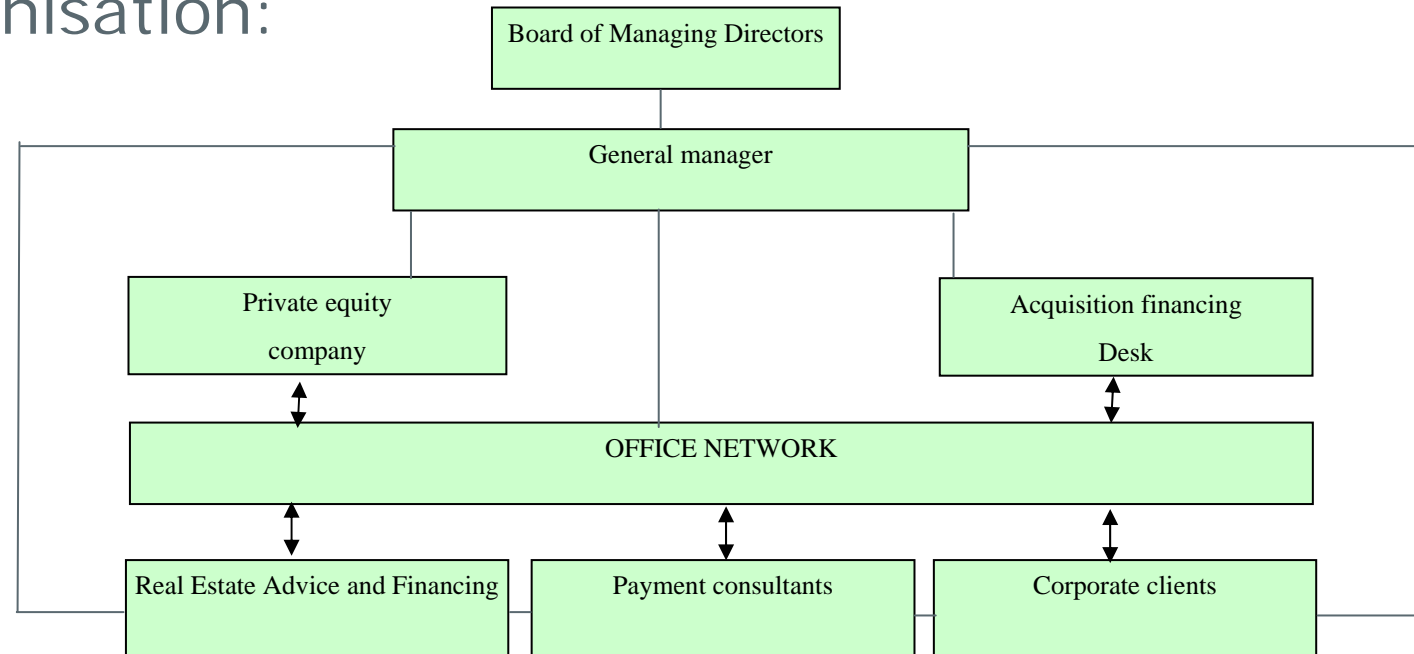 nisation:
Board of Managing Directors
General manager
Private equity
company
Acquisition financing
Desk
OFFICE NETWORK
Real Estate Advice and Financing
Payment consultants
Corporate clients